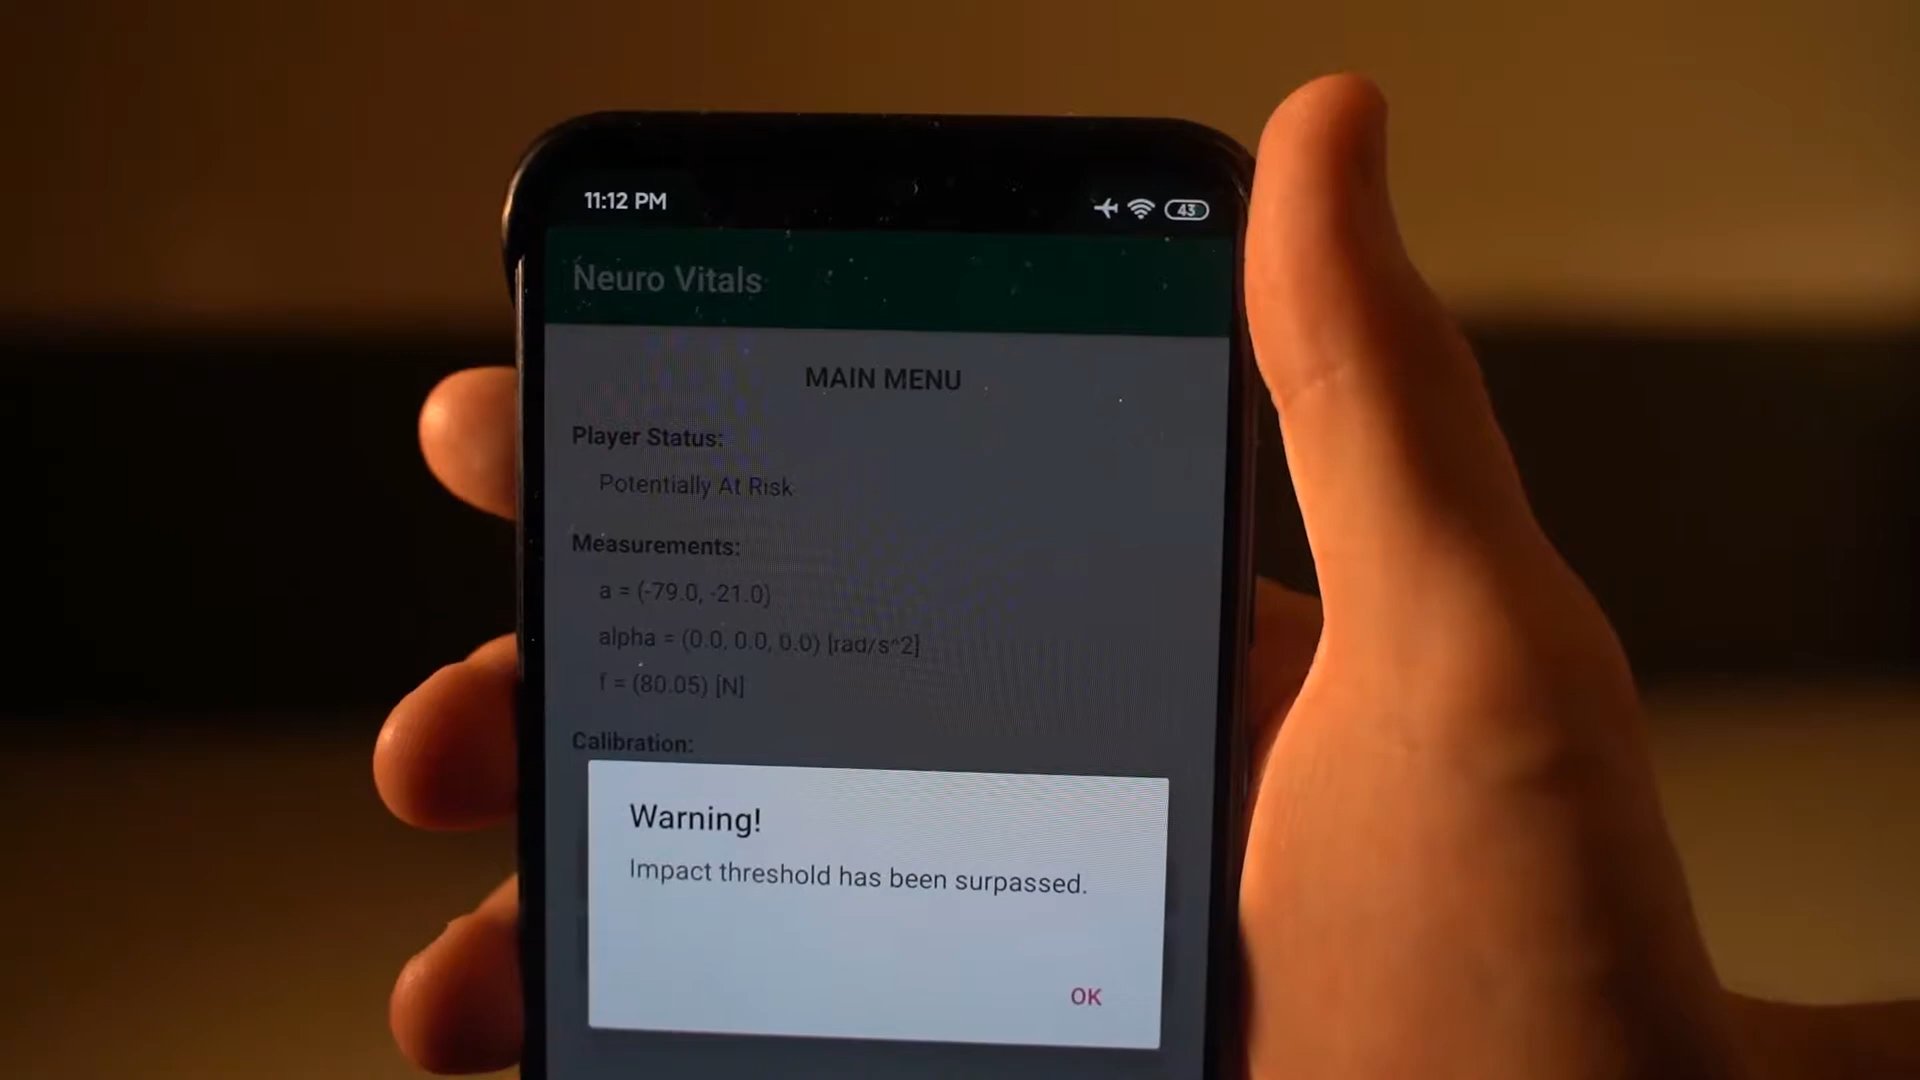 11:12 PM
43
Neuro Vitals
MAIN MENU
Player Status:
Potentially At Risk
Measurements:
a = (-79.0, -21.0)
alpha = (0.0, 0.0, 0.0) [rad/s^2]
f = (80.05) [N]
Calibration:
Warning!
Impact threshold has been surpassed.
OK